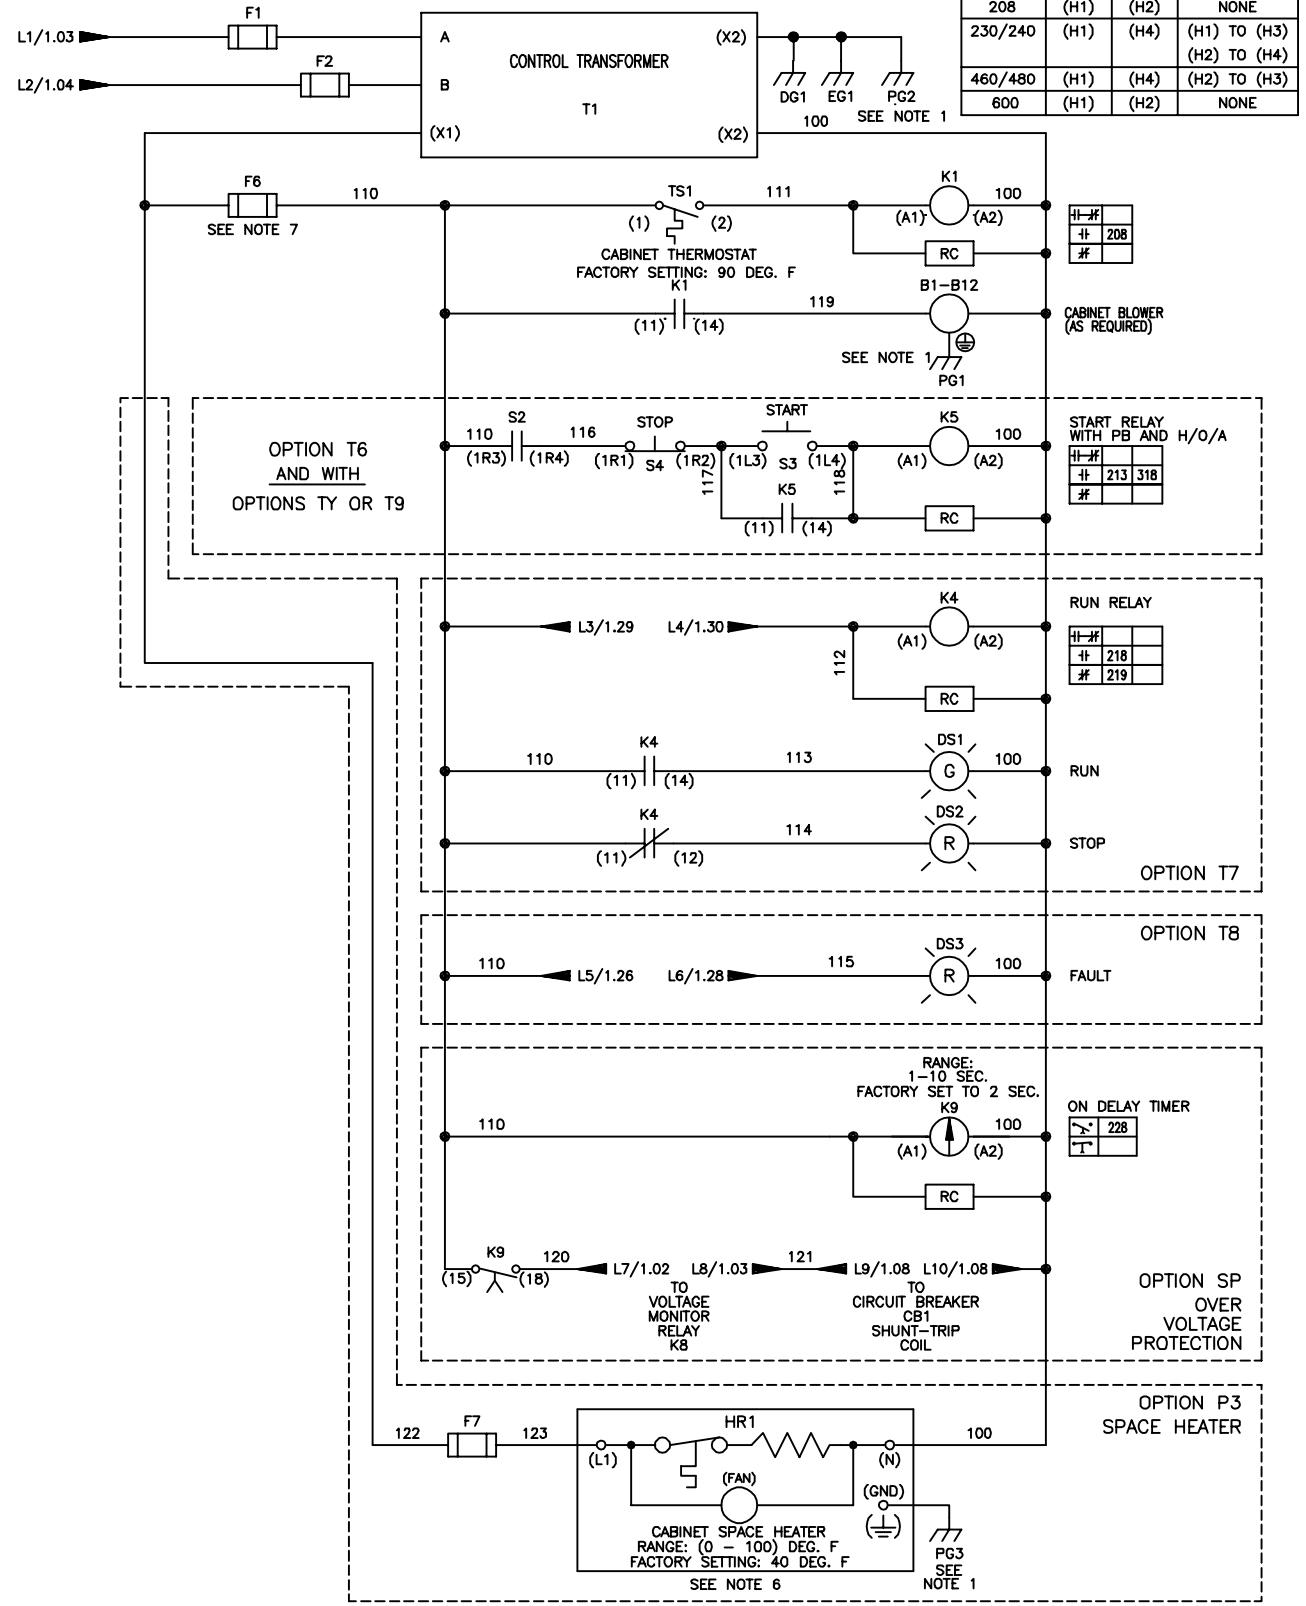 208 (H1) (H2) NONE
230/240 (H1) (H4) (H1) TO (H3)
(H2) TO (H4)
460/480 (H1) (H4) (H2) TO (H3)
600 (H1) (H2) NONE
F1
L1/1.03
A
(X2)
CONTROL TRANSFORMER
F2
L2/1.04
B
T1
DG1 EG1 PG2
SEE NOTE 1
(X1)
(X2)
100
F6
SEE NOTE 7
110
TS1
(1) (2)
111
K1
100
(A1) (A2)
RC
208
CABINET THERMOSTAT
FACTORY SETTING: 90 DEG. F
K1
(11) (14)
119
B1-B12
CABINET BLOWER
(AS REQUIRED)
SEE NOTE 1
PG1
OPTION T6
AND WITH
OPTIONS TY OR T9
S2
110
116
(1R3) (1R4)
STOP
(1R1) (1R2)
S4
START
(1L3) (1L4)
S3
117
118
K5
(11) (14)
K5
100
(A1) (A2)
RC
START RELAY
WITH PB AND H/O/A
213 318
L3/1.29 L4/1.30
K4
(A1) (A2)
112
RC
RUN RELAY
218
219
110
K4
(11) (14)
113
DS1
G
100
RUN
K4
(11) (12)
114
DS2
R
STOP
OPTION T7
OPTION T8
110
L5/1.26 L6/1.28
115
DS3
R
100
FAULT
RANGE:
1-10 SEC.
FACTORY SET TO 2 SEC.
110
K9
100
(A1) (A2)
RC
ON DELAY TIMER
228
K9
(15) (18)
120
L7/1.02 L8/1.03
121
L9/1.08 L10/1.08
TO
VOLTAGE
MONITOR
RELAY
K8
TO
CIRCUIT BREAKER
CB1
SHUNT-TRIP
COIL
OPTION SP
OVER
VOLTAGE
PROTECTION
OPTION P3
SPACE HEATER
122
F7
123
(L1)
HR1
(N)
100
(FAN)
(GND)
CABINET SPACE HEATER
RANGE: (0 - 100) DEG. F
FACTORY SETTING: 40 DEG. F
SEE NOTE 6
PG3
SEE
NOTE 1